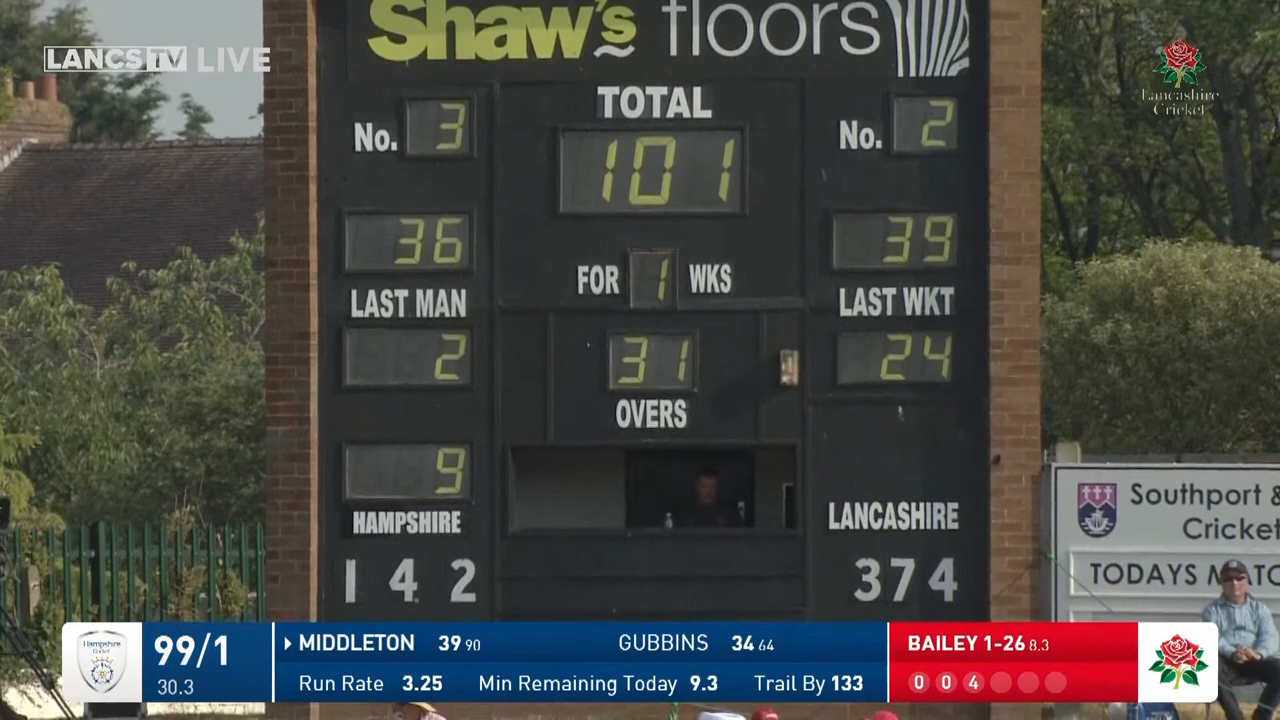 LANCSTV LIVE
Shaw's floors
Lancashire
Cricket
TOTAL
No. 3
101
No. 2
36
FOR 1 WKS
39
LAST MAN
LAST WKT
2
31
24
OVERS
9
HAMPSHIRE
LANCASHIRE
142
374
Southport &
Cricket
TODAYS
Hampshire
Cricket
99/1
30.3
MIDDLETON 39 90
GUBBINS 34 64
Run Rate 3.25
Min Remaining Today 9.3
Trail By 133
BAILEY 1-26 8.3
0 0 4